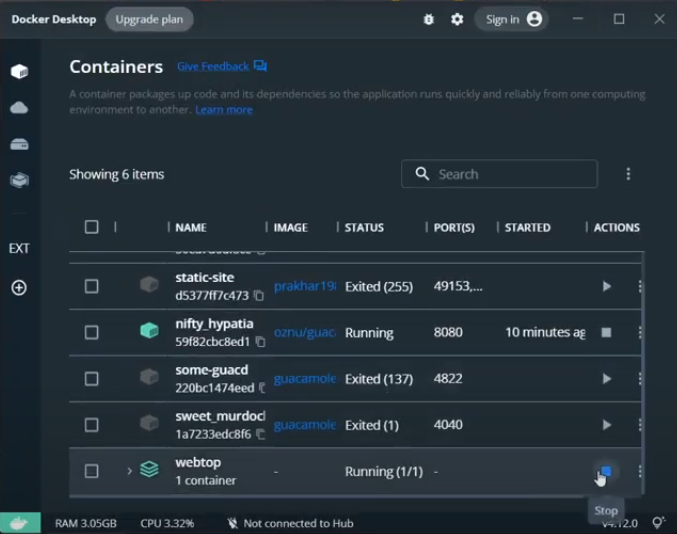 Docker Desktop Upgrade plan Sign in
Containers Give Feedback
A container packages up code and its dependencies so the application runs quickly and reliably from one computing
environment to another. Learn more
Showing 6 items Search
NAME IMAGE STATUS PORT(S) STARTED ACTIONS
static-site
prakhar19 Exited (255) 49153,...
d5377ff7c473
nifty_hypatia
oznu/guac Running 8080 10 minutes ag
59f82cbc8ed1
some-guacd
guacamole Exited (137) 4822
220bc1474eed
sweet_murdoc
guacamole Exited (1) 4040
1a7233edc8f6
webtop
- Running (1/1) -
1 container
EXT
Stop
RAM 3.05GB CPU 3.32% Not connected to Hub v4.12.0